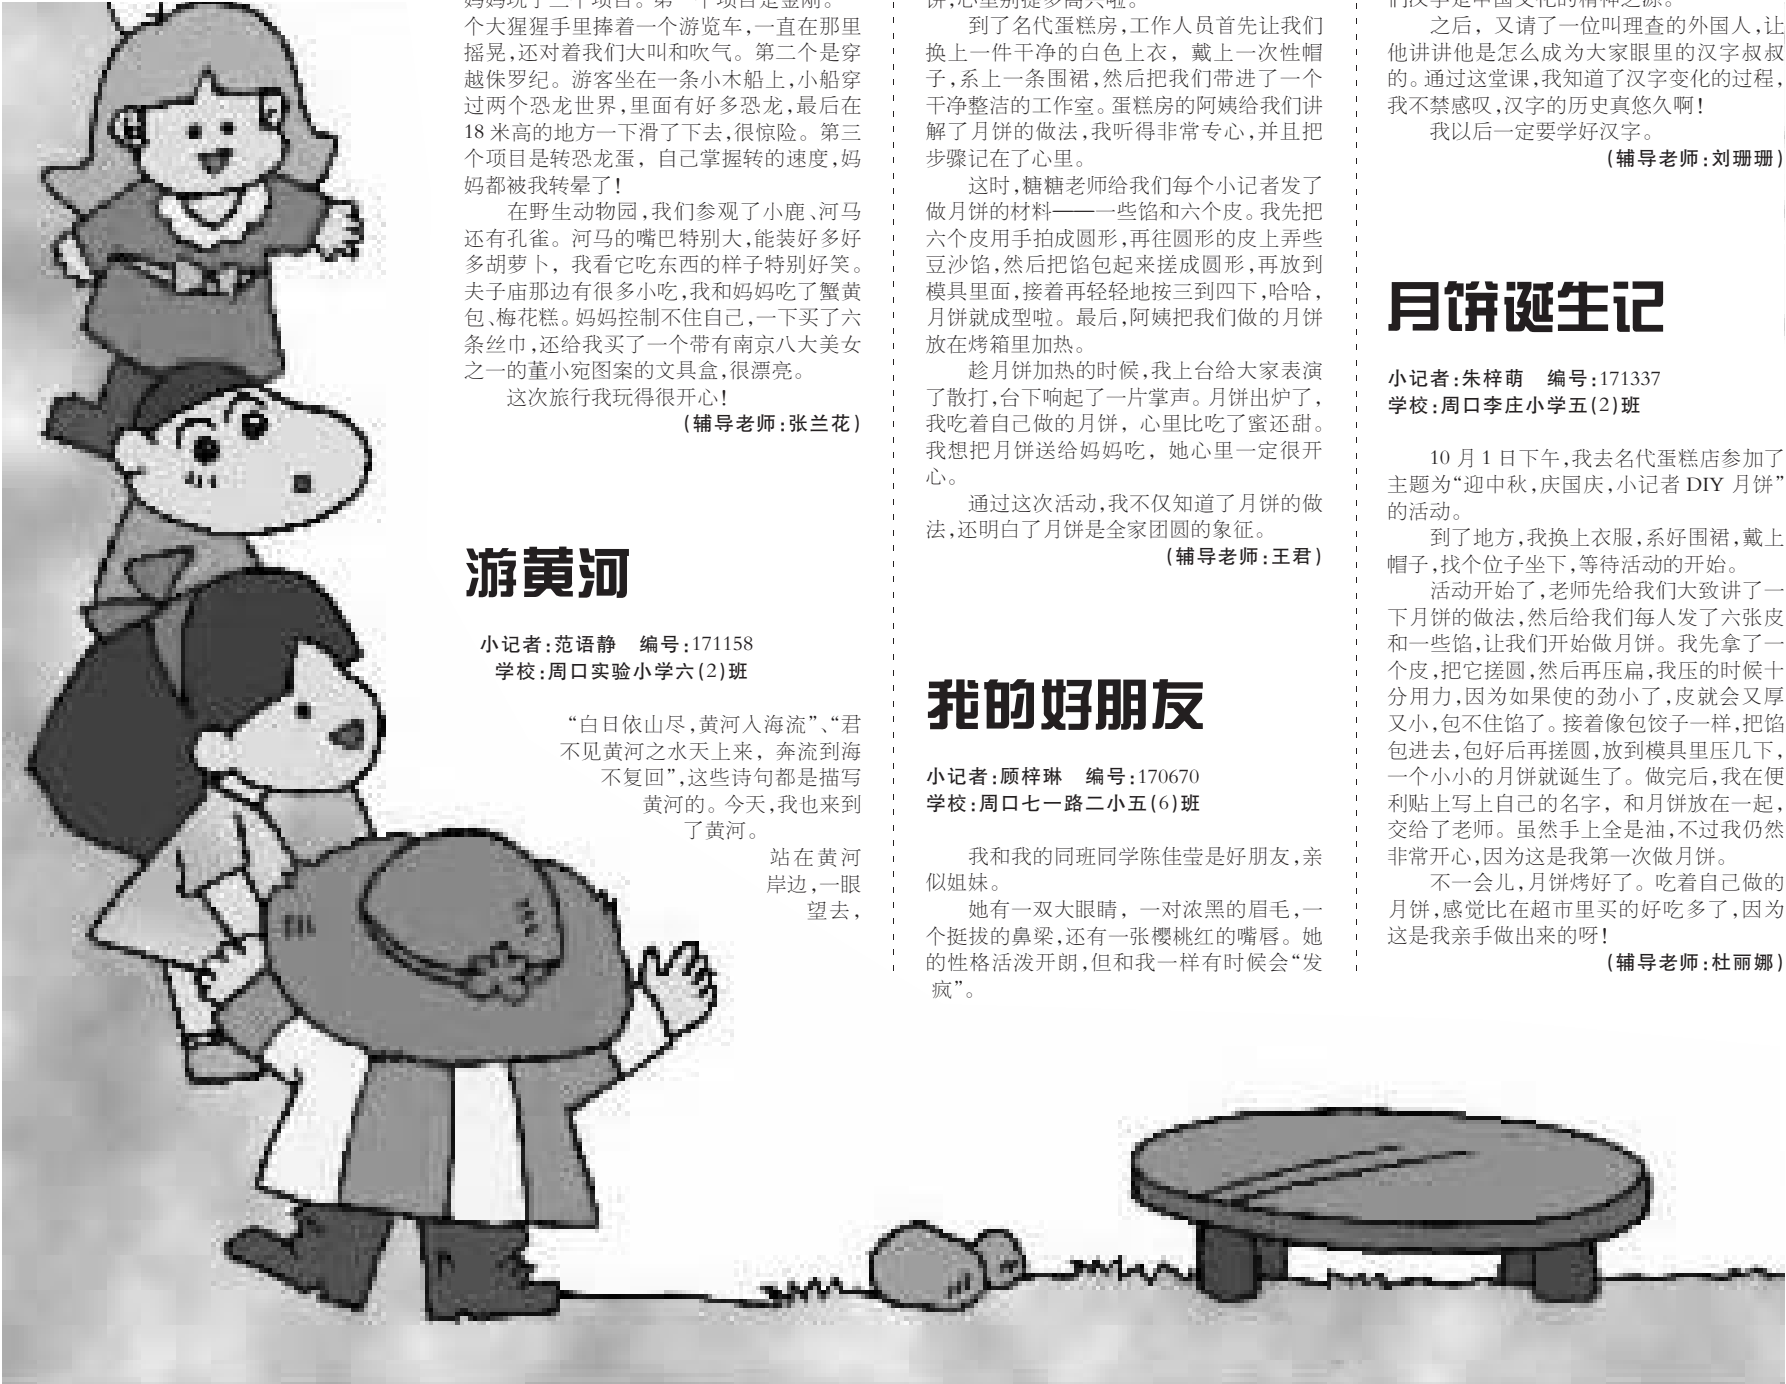 妈妈玩了三个项目。第一个项目是金刚。一
个大猩猩手里捧着一个游览车,一直在那里
摇晃,还对着我们大叫和吹气。第二个是穿
越侏罗纪。游客坐在一条小木船上,小船穿
过两个恐龙世界,里面有好多恐龙,最后在
18 米高的地方一下滑了下去,很惊险。第三
个项目是转恐龙蛋，自己掌握转的速度,妈
妈都被我转晕了!
在野生动物园,我们参观了小鹿、河马
还有孔雀。河马的嘴巴特别大,能装好多好
多胡萝卜，我看它吃东西的样子特别好笑。
夫子庙那边有很多小吃,我和妈妈吃了蟹黄
包、梅花糕。妈妈控制不住自己,一下买了六
条丝巾,还给我买了一个带有南京八大美女
之一的董小宛图案的文具盒,很漂亮。
这次旅行我玩得很开心!
(辅导老师:张兰花)
游黄河
小记者:范语静　编号:171158
学校:周口实验小学六(2)班
“白日依山尽,黄河入海流”、“君
不见黄河之水天上来，奔流到海
不复回”,这些诗句都是描写
黄河的。今天,我也来到
了黄河。
站在黄河
岸边,一眼
望去,
饼,心里别提多高兴啦。
到了名代蛋糕房,工作人员首先让我们
换上一件干净的白色上衣，戴上一次性帽
子,系上一条围裙,然后把我们带进了一个
干净整洁的工作室。蛋糕房的阿姨给我们讲
解了月饼的做法,我听得非常专心,并且把
步骤记在了心里。
这时,糖糖老师给我们每个小记者发了
做月饼的材料——一些馅和六个皮。我先把
六个皮用手拍成圆形,再往圆形的皮上弄些
豆沙馅,然后把馅包起来搓成圆形,再放到
模具里面,接着再轻轻地按三到四下,哈哈,
月饼就成型啦。最后,阿姨把我们做的月饼
放在烤箱里加热。
趁月饼加热的时候,我上台给大家表演
了散打,台下响起了一片掌声。月饼出炉了,
我吃着自己做的月饼，心里比吃了蜜还甜。
我想把月饼送给妈妈吃，她心里一定很开
心。
通过这次活动,我不仅知道了月饼的做
法,还明白了月饼是全家团圆的象征。
(辅导老师:王君)
我的好朋友
小记者:顾梓琳　编号:170670
学校:周口七一路二小五(6)班
我和我的同班同学陈佳莹是好朋友,亲
似姐妹。
她有一双大眼睛，一对浓黑的眉毛,一
个挺拔的鼻梁,还有一张樱桃红的嘴唇。她
的性格活泼开朗,但和我一样有时候会“发
疯”。
们汉字是中国文化的精神之源。
之后，又请了一位叫理查的外国人,让
他讲讲他是怎么成为大家眼里的汉字叔叔
的。通过这堂课,我知道了汉字变化的过程,
我不禁感叹,汉字的历史真悠久啊!
我以后一定要学好汉字。
(辅导老师:刘珊珊)
月饼诞生记
小记者:朱梓萌　编号:171337
学校:周口李庄小学五(2)班
10 月 1 日下午,我去名代蛋糕店参加了
主题为“迎中秋,庆国庆,小记者 DIY 月饼”
的活动。
到了地方,我换上衣服,系好围裙,戴上
帽子,找个位子坐下,等待活动的开始。
活动开始了,老师先给我们大致讲了一
下月饼的做法,然后给我们每人发了六张皮
和一些馅,让我们开始做月饼。我先拿了一
个皮,把它搓圆,然后再压扁,我压的时候十
分用力,因为如果使的劲小了,皮就会又厚
又小,包不住馅了。接着像包饺子一样,把馅
包进去,包好后再搓圆,放到模具里压几下,
一个小小的月饼就诞生了。做完后,我在便
利贴上写上自己的名字，和月饼放在一起,
交给了老师。虽然手上全是油,不过我仍然
非常开心,因为这是我第一次做月饼。
不一会儿,月饼烤好了。吃着自己做的
月饼,感觉比在超市里买的好吃多了,因为
这是我亲手做出来的呀!
(辅导老师:杜丽娜)